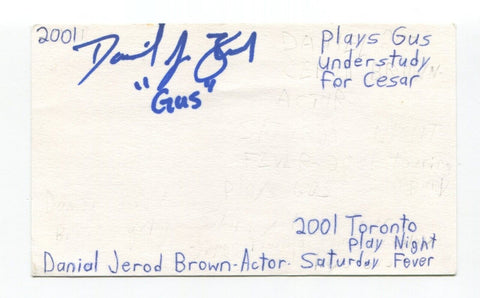 2001
"Gus"
plays Gus
understudy
for Cesar
2001 Toronto
Play Night
Danial Jerod Brown-Actor- Saturday Fever